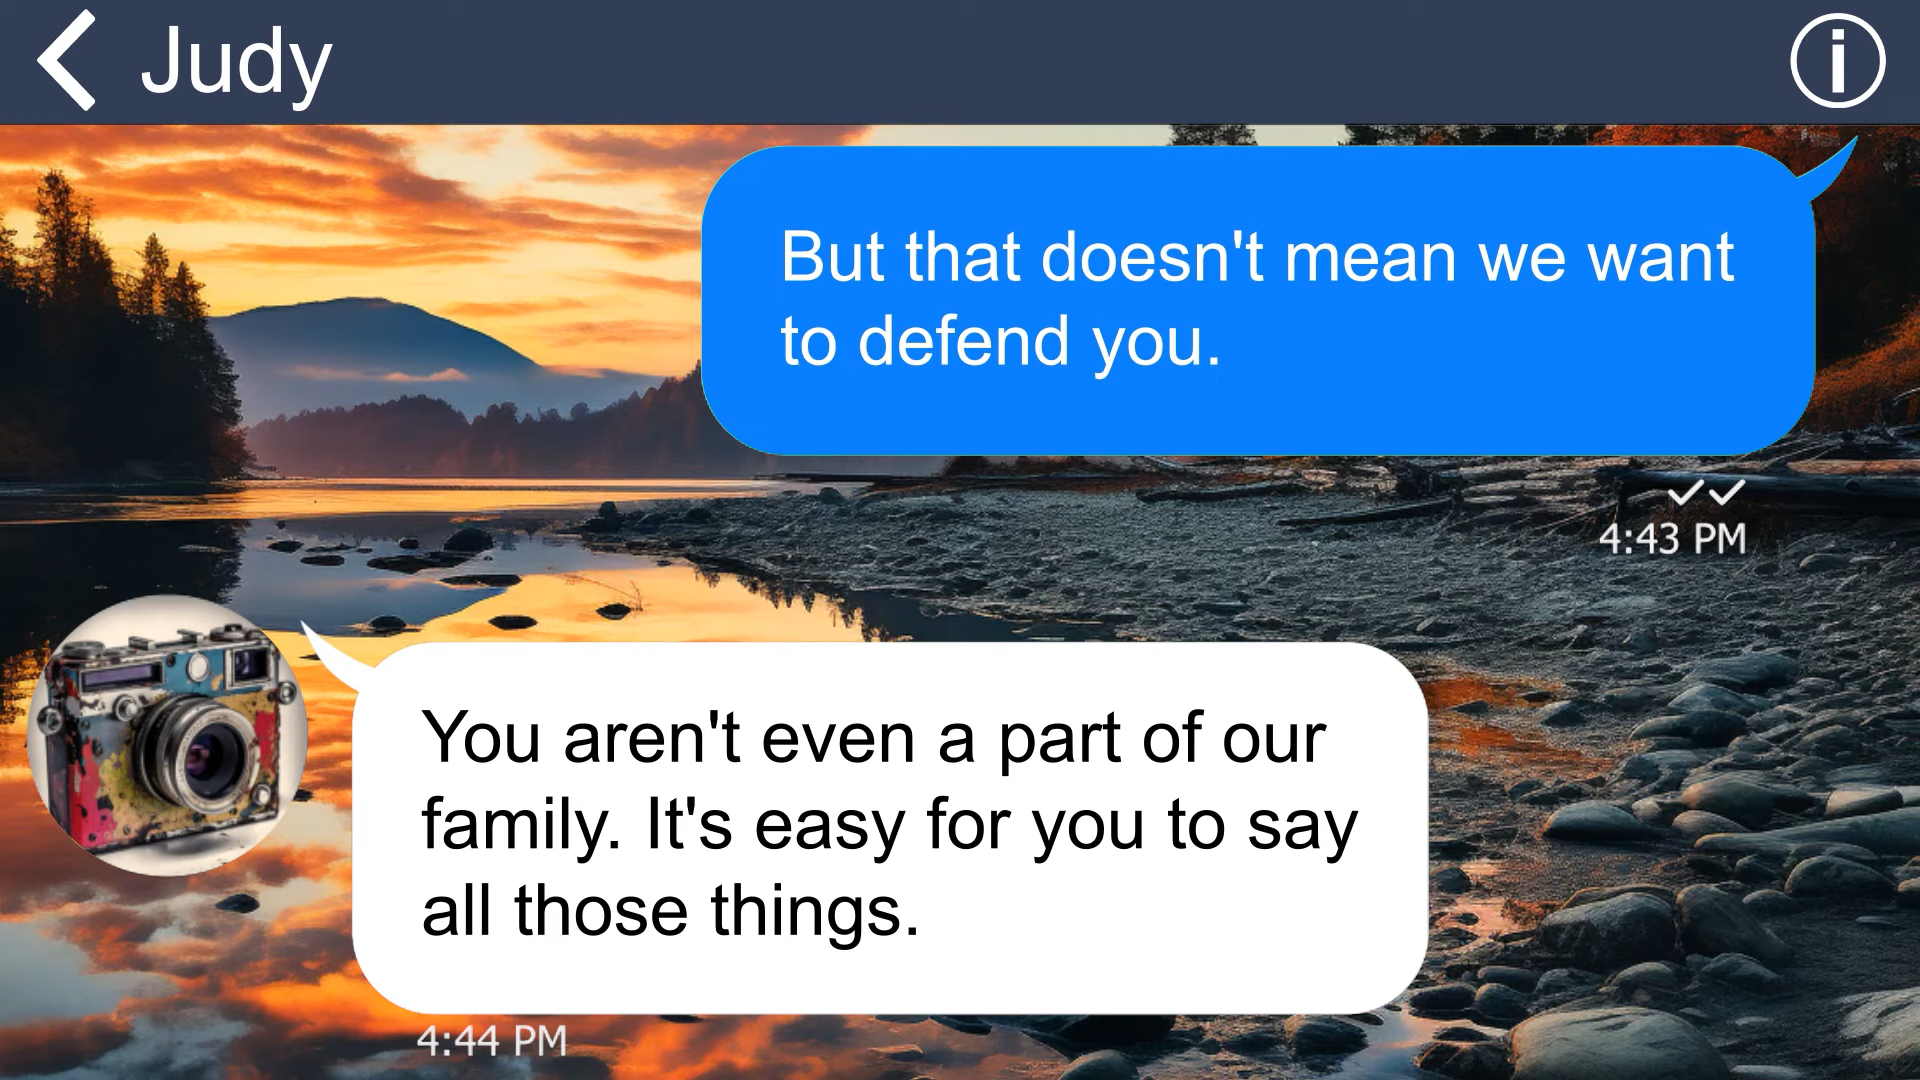 Judy
But that doesn't mean we want
to defend you.
4:43 PM
You aren't even a part of our
family. It's easy for you to say
all those things.
4:44 PM